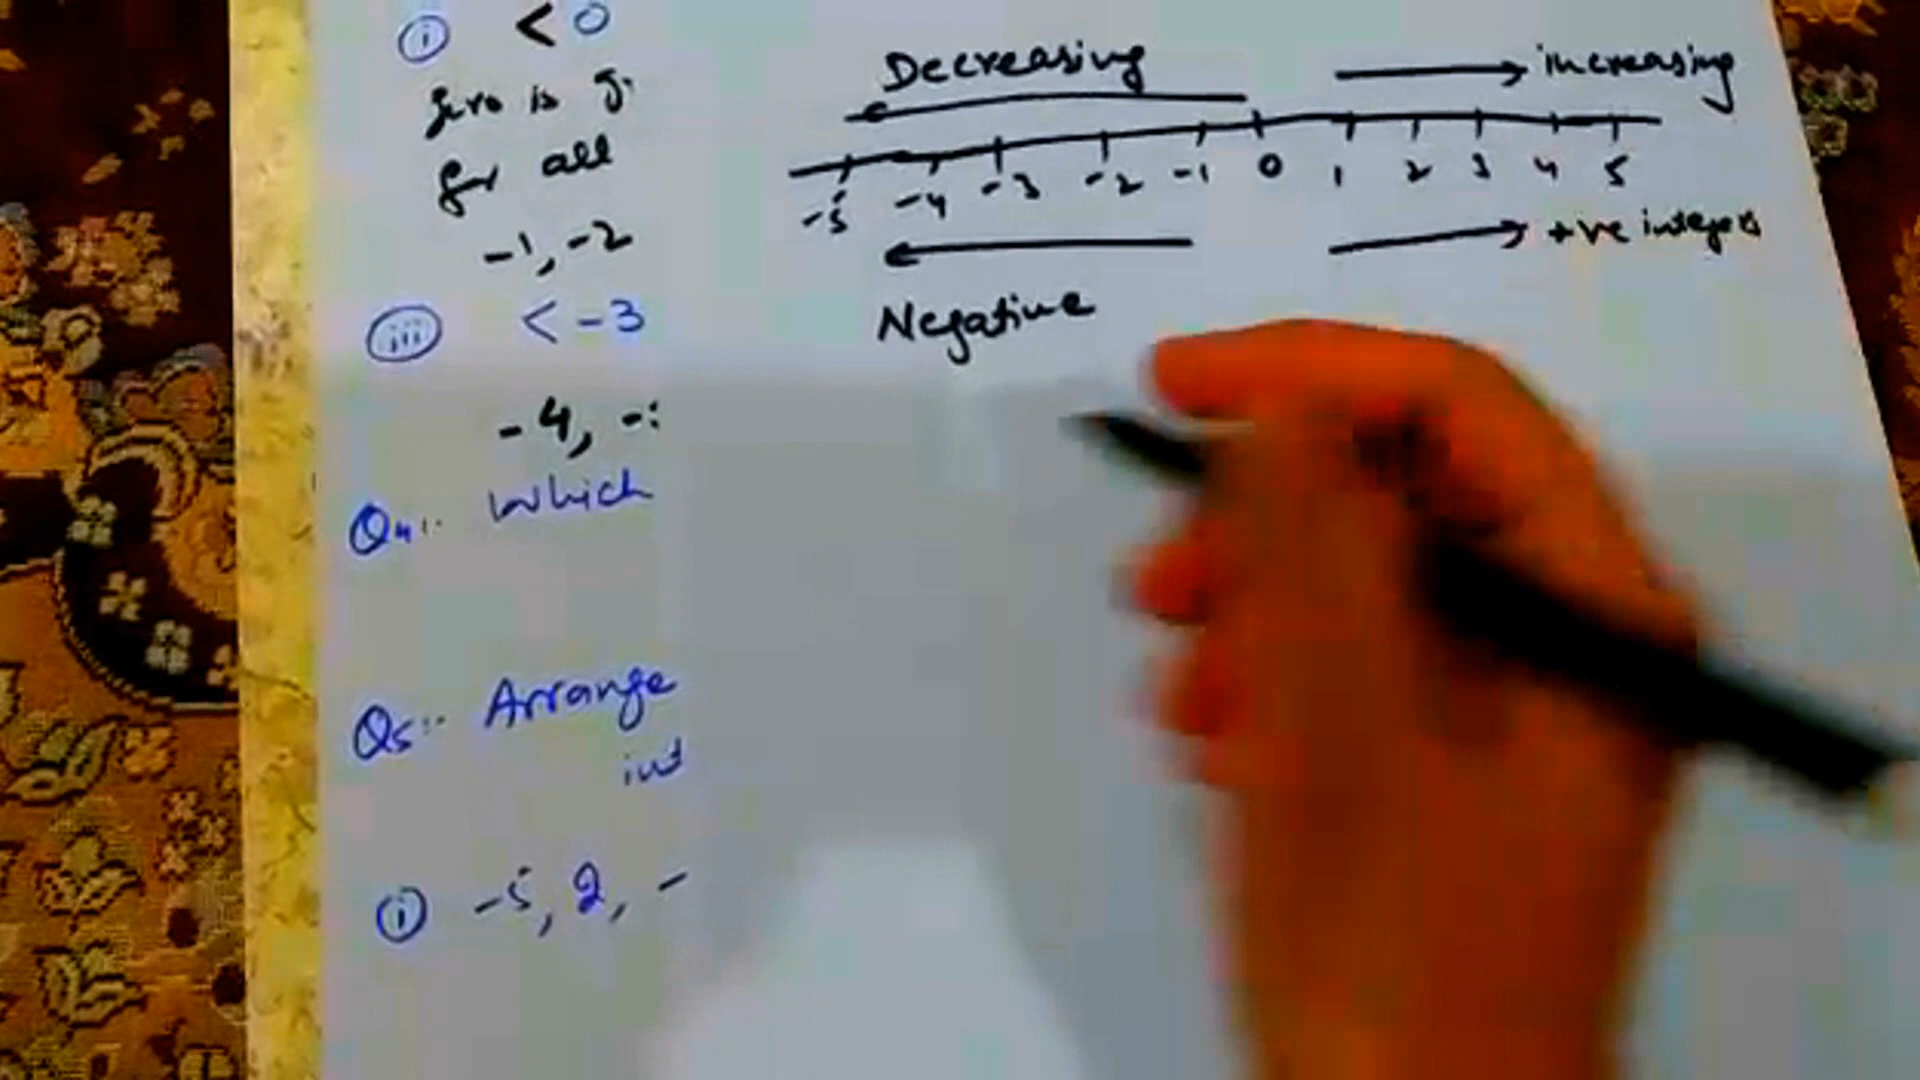 (i) < 0
Zero is g
for all
-1, -2
(iii) < -3
-4, -
Q4:- Which
Q5:- Arrange
int
(i) -5, 2, -
Decreasing
increasing
-5 -4 -3 -2 -1 0 1 2 3 4 5
+ve integers
Negative